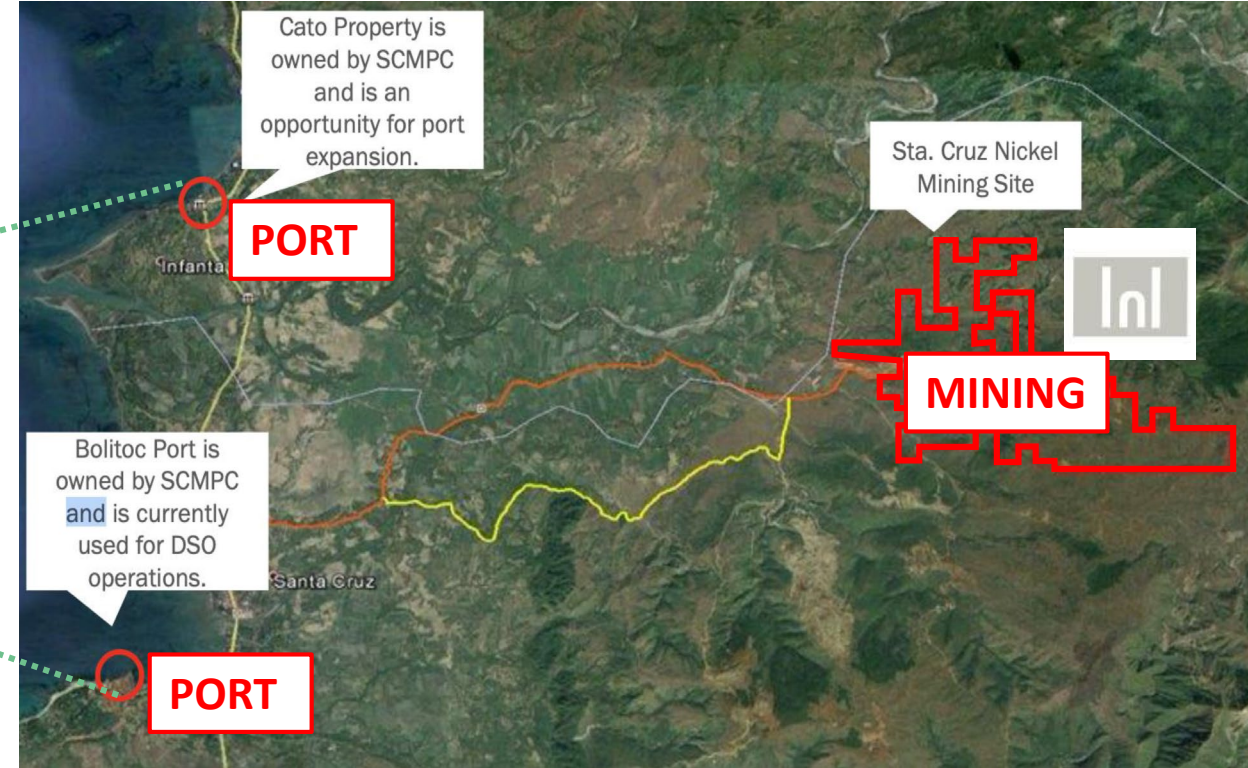 Cato Property is
owned by SCMPC
and is an
opportunity for port
expansion.
Sta. Cruz Nickel
Mining Site
PORT
Infanta
MINING
Bolitoc Port is
owned by SCMPC
and is currently
used for DSO
operations.
Santa Cruz
PORT